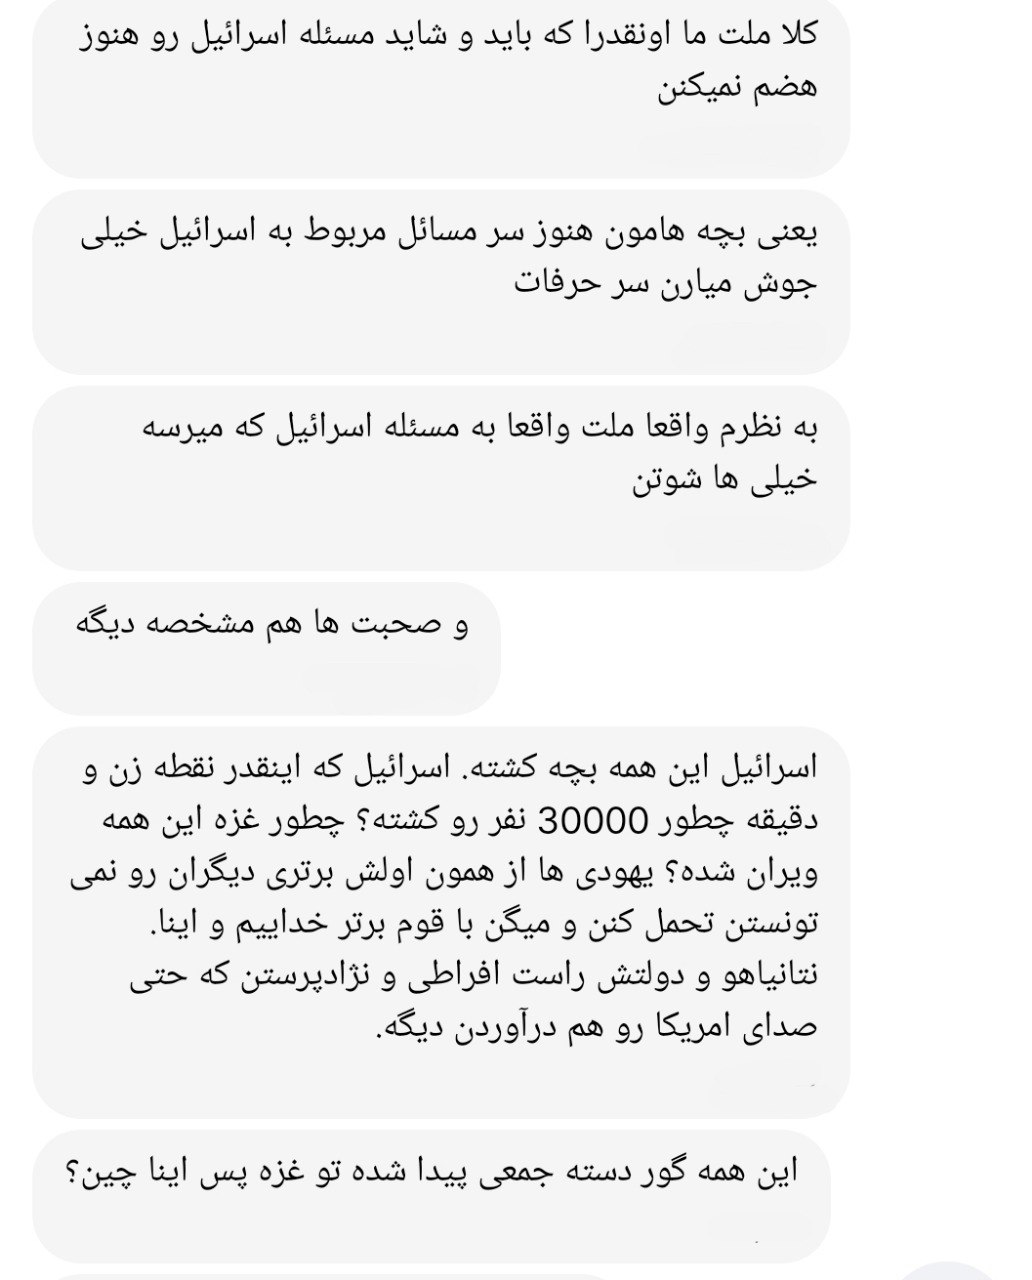 کلا ملت ما اونقدرا که باید و شاید مسئله اسرائیل رو هنوز
هضم نمیکنن
یعنی بچه هامون هنوز سر مسائل مربوط به اسرائیل خیلی
جوش میارن سر حرفات
به نظرم واقعا ملت واقعا به مسئله اسرائیل که میرسه
خیلی ها شوتن
و صحبت ها هم مشخصه دیگه
اسرائیل این همه بچه کشته. اسرائیل که اینقدر نقطه زن و
دقیقه چطور 30000 نفر رو کشته؟ چطور غزه این همه
ویران شده؟ یهودی ها از همون اولش برتری دیگران رو نمی
تونستن تحمل کنن و میگن با قوم برتر خداییم و اینا.
نتانیاهو و دولتش راست افراطی و نژادپرستن که حتی
صدای امریکا رو هم درآوردن دیگه.
این همه گور دسته جمعی پیدا شده تو غزه پس اینا چین؟